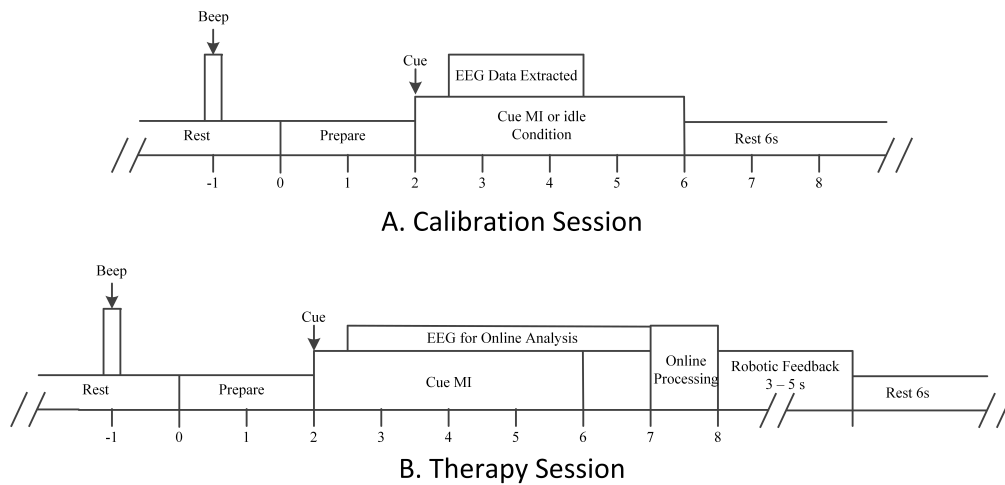 Beep
Cue
EEG Data Extracted
Cue MI or idle
Condition
Rest
Prepare
Rest 6s
-1 0 1 2 3 4 5 6 7 8
A. Calibration Session
Beep
Cue
EEG for Online Analysis
Online
Processing
Robotic Feedback
3 – 5 s
Cue MI
Rest
Prepare
Rest 6s
-1 0 1 2 3 4 5 6 7 8
B. Therapy Session